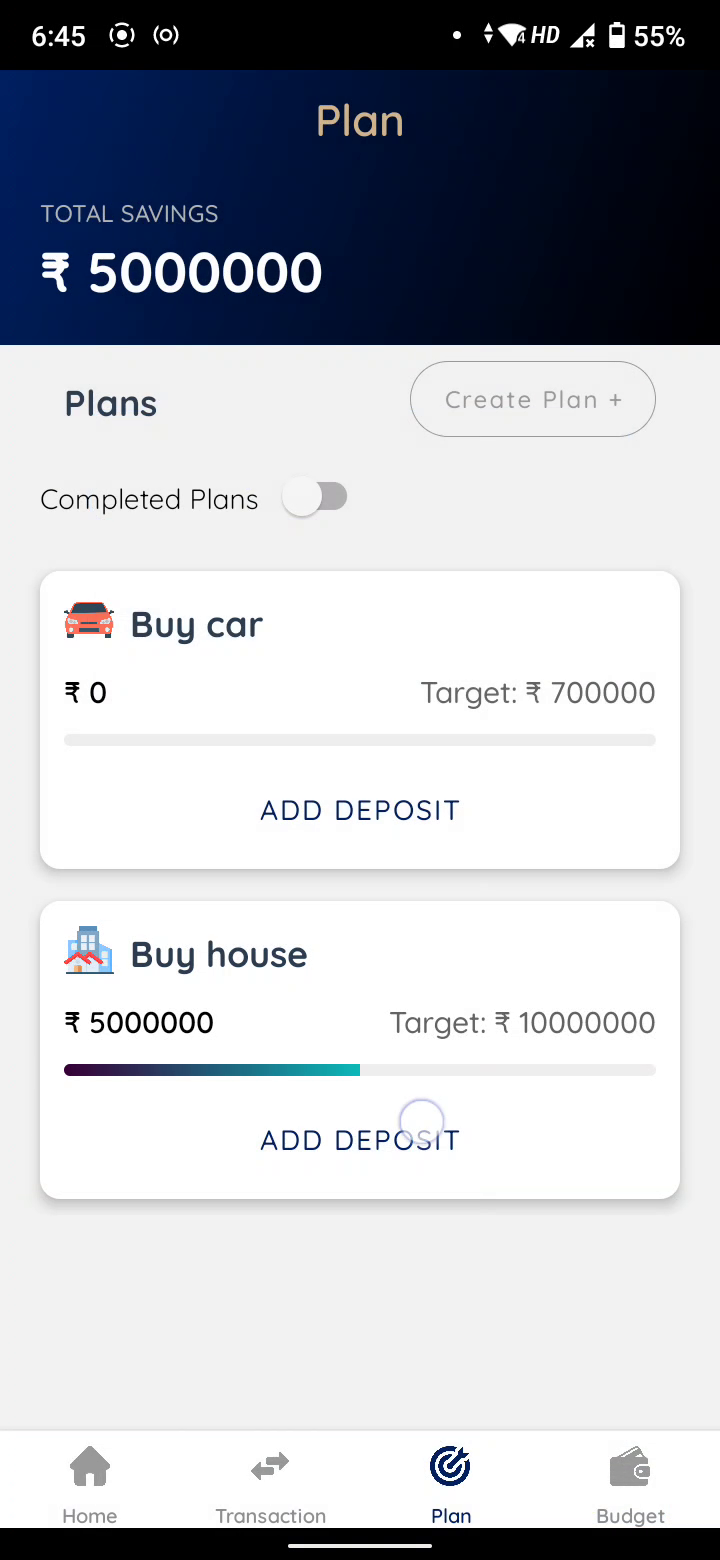 6:45 4 HD 55%
Plan
TOTAL SAVINGS
₹ 5000000
Plans Create Plan +
Completed Plans
Buy car
₹ 0 Target: ₹ 700000
ADD DEPOSIT
Buy house
₹ 5000000 Target: ₹ 10000000
ADD DEPOSIT
Home Transaction Plan Budget